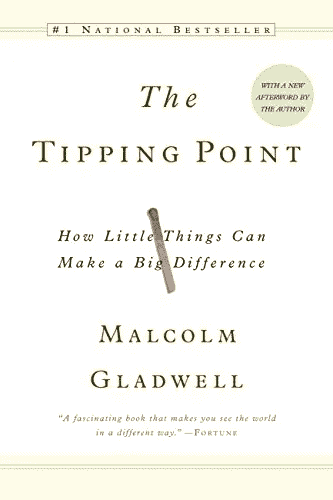 #1 NATIONAL BESTSELLER
The
TIPPING POINT
WITH A NEW
AFTERWORD BY
THE AUTHOR
How Little Things Can
Make a Big Difference
MALCOLM
GLADWELL
“A fascinating book that makes you see the world
in a different way.” —FORTUNE